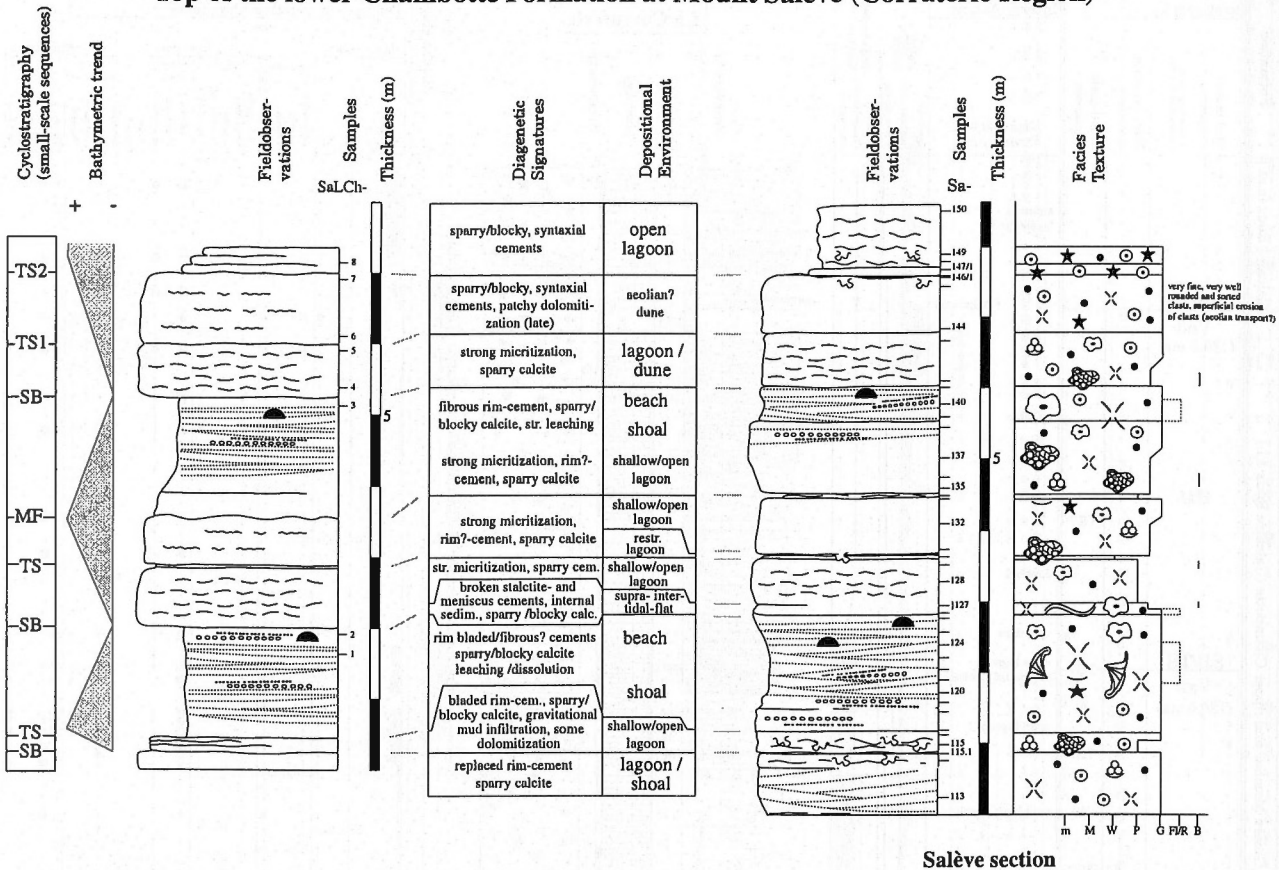 Top of the lower Chambotte Formation at Mount Salève (Corraterie Region)
Cyclostratigraphy
(small-scale sequences)
Bathymetric trend
Fieldobser-
vations
Samples
Thickness (m)
Diagenetic
Signatures
Depositional
Environment
Fieldobser-
vations
Samples
Thickness (m)
Facies
Texture
SaLCh-
Sa-
+ -
TS2
TS1
SB
MF
TS
SB
TS
SB
8
7
6
5
4
3
2
1
5
sparry/blocky, syntaxial
cements
open
lagoon
sparry/blocky, syntaxial
cements, patchy dolomiti-
zation (late)
aeolian?
dune
strong micritization,
sparry calcite
lagoon /
dune
fibrous rim-cement, sparry/
blocky calcite, str. leaching
beach
shoal
strong micritization, rim?-
cement, sparry calcite
shallow/open
lagoon
strong micritization,
rim?-cement, sparry calcite
shallow/open
lagoon
restr.
lagoon
str. micritization, sparry cem.
shallow/open
lagoon
broken stalctite- and
meniscus cements, internal
sedim., sparry /blocky calc.
supra- inter-
tidal-flat
rim bladed/fibrous? cements
sparry/blocky calcite
leaching /dissolution
beach
shoal
bladed rim-cem., sparry/
blocky calcite, gravitational
mud infiltration, some
dolomitization
shallow/open
lagoon
replaced rim-cement
sparry calcite
lagoon /
shoal
150
149
147/1
146/1
144
140
137
135
132
128
127
124
120
115
115.1
113
5
very fine, very well
rounded and sorted
clasts, superficial erosion
of clasts (aeolian transport?)
m M W P G Fl/R B
Salève section